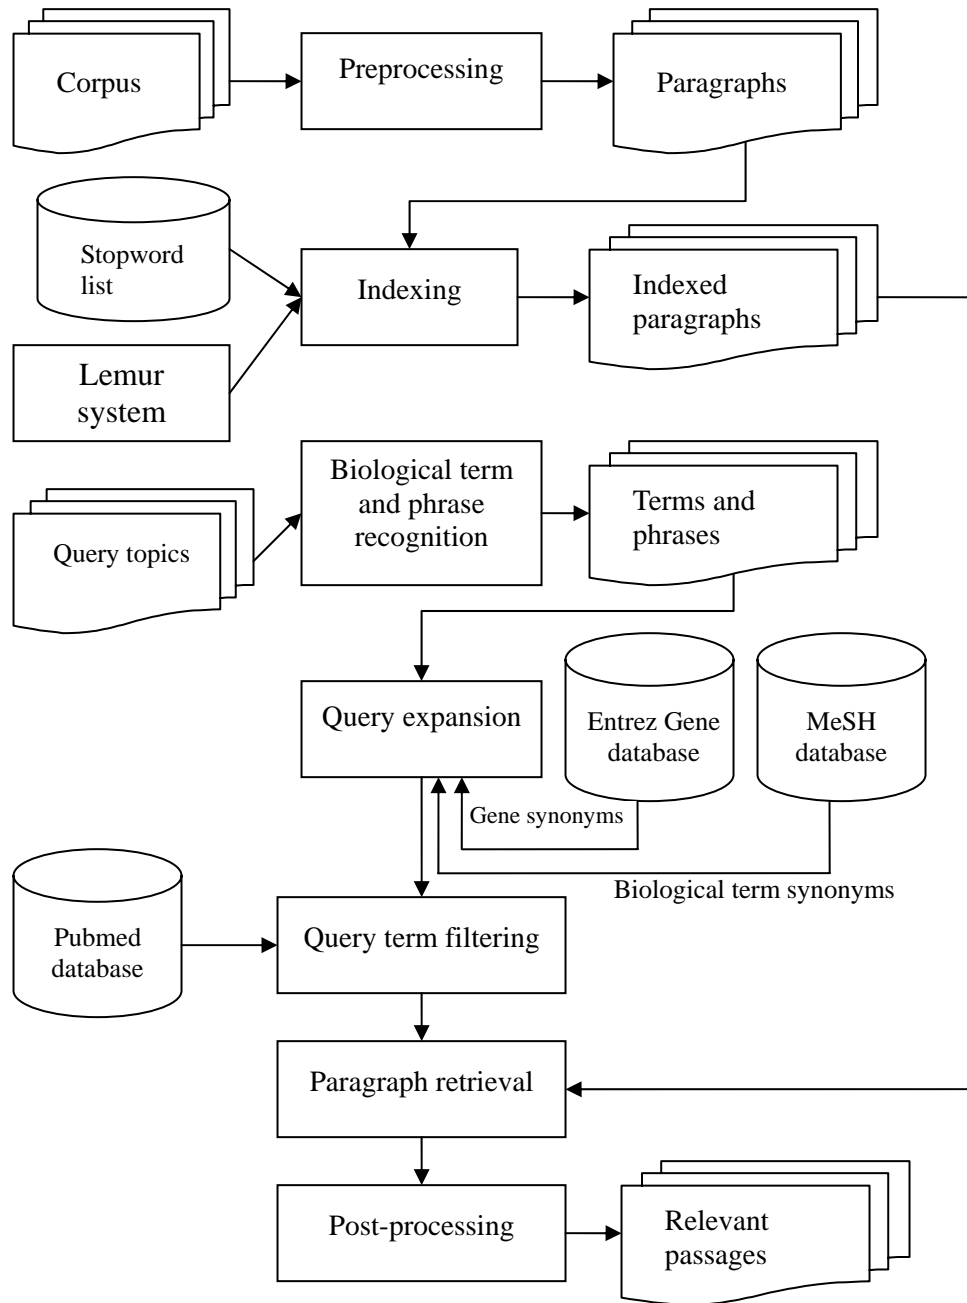 Corpus
Preprocessing
Paragraphs
Stopword
list
Indexing
Indexed
paragraphs
Lemur
system
Query topics
Biological term
and phrase
recognition
Terms and
phrases
Query expansion
Entrez Gene
database
MeSH
database
Gene synonyms
Biological term synonyms
Pubmed
database
Query term filtering
Paragraph retrieval
Post-processing
Relevant
passages